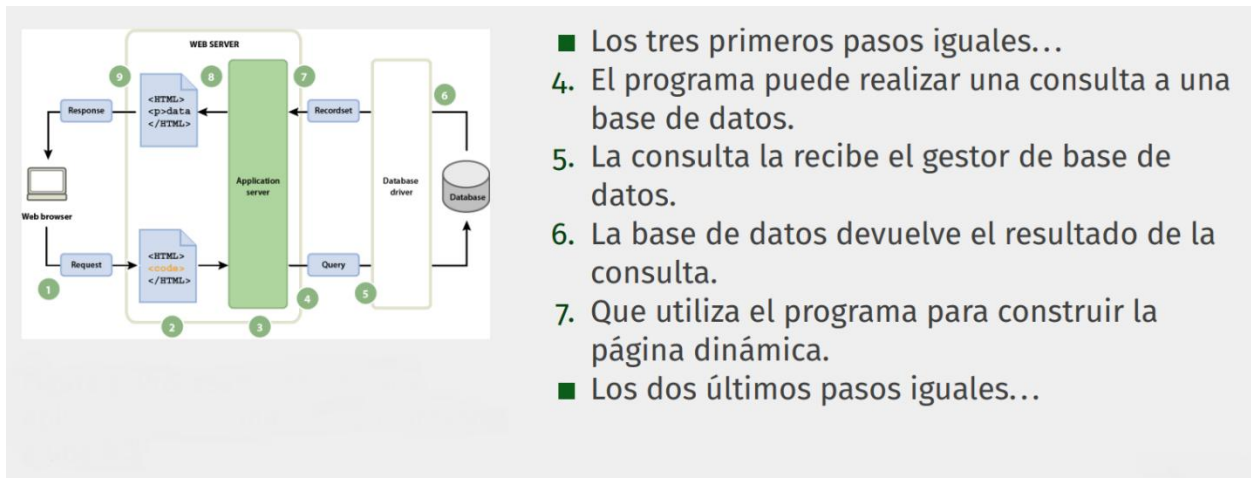 WEB SERVER
9
8
7
6
Response
<HTML>
<p>data
</HTML>
Recordset
Application
server
Database
driver
Database
Web browser
Request
<HTML>
<code>
</HTML>
Query
1
2
3
4
5
Los tres primeros pasos iguales...
4. El programa puede realizar una consulta a una
base de datos.
5. La consulta la recibe el gestor de base de
datos.
6. La base de datos devuelve el resultado de la
consulta.
7. Que utiliza el programa para construir la
página dinámica.
Los dos últimos pasos iguales...